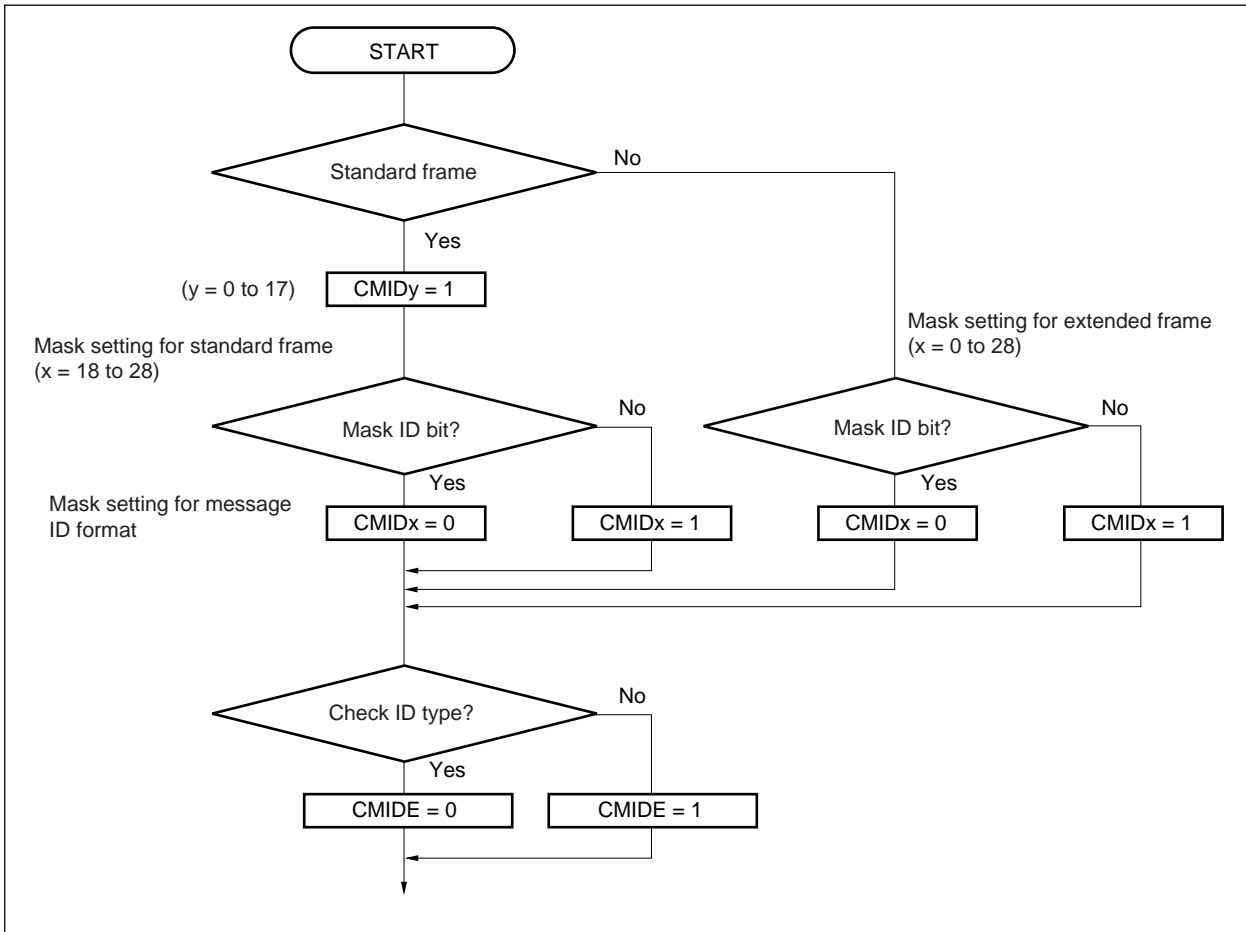 START
Standard frame
No
Yes
(y = 0 to 17)
CMIDy = 1
Mask setting for standard frame
(x = 18 to 28)
Mask setting for extended frame
(x = 0 to 28)
Mask ID bit?
No
Yes
Mask ID bit?
No
Yes
Mask setting for message
ID format
CMIDx = 0
CMIDx = 1
CMIDx = 0
CMIDx = 1
Check ID type?
No
Yes
CMIDE = 0
CMIDE = 1